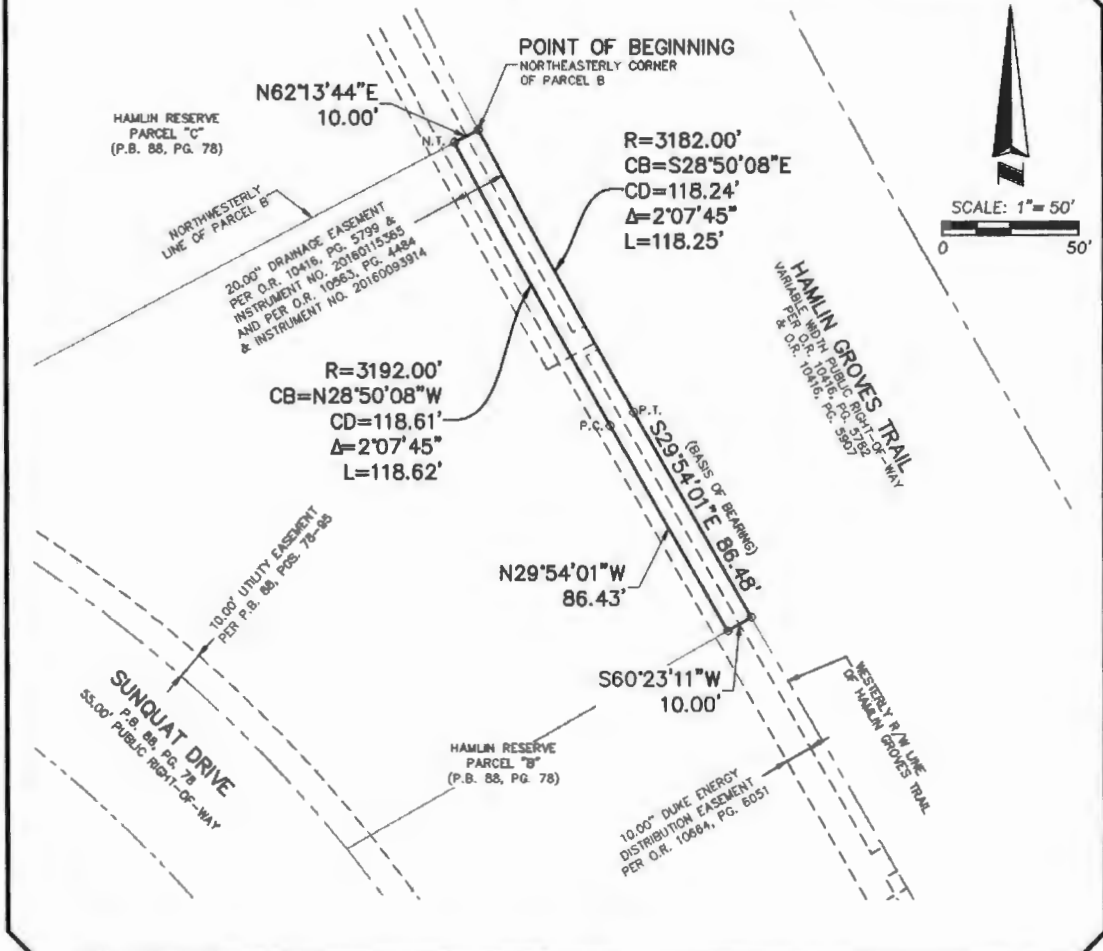 POINT OF BEGINNING
NORTHEASTERLY CORNER
OF PARCEL B
N62°13'44"E
10.00'
HAMLIN RESERVE
PARCEL "C"
(P.B. 88, PG. 78)
N.T.
R=3182.00'
CB=S28°50'08"E
CD=118.24'
Δ=2°07'45"
L=118.25'
N
SCALE: 1"= 50'
0
50'
NORTHWESTERLY
LINE OF PARCEL B"
20.00" DRAINAGE EASEMENT
PER O.R. 10416, PG. 5799 &
INSTRUMENT NO. 20160115365
AND PER O.R. 10563, PG. 4484
& INSTRUMENT NO. 20160093914
HAMLIN GROVES TRAIL
VARIABLE WIDTH PUBLIC RIGHT-OF-WAY
PER O.R. 10416, PG. 5782
& O.R. 10416, PG. 5907
R=3192.00'
CB=N28°50'08"W
CD=118.61'
Δ=2°07'45"
L=118.62'
P.C.
P.T.
(BASIS OF BEARING)
S29°54'01"E 86.48'
10.00' UTILITY EASEMENT
PER P.B. 88, PGS. 78-95
N29°54'01"W
86.43'
S60°23'11"W
10.00'
SUNQUAT DRIVE
P.B. 88, PG. 78
55.00' PUBLIC RIGHT-OF-WAY
WESTERLY R/W LINE
OF HAMLIN GROVES
TRAIL
HAMLIN RESERVE
PARCEL "B"
(P.B. 88, PG. 78)
10.00" DUKE ENERGY
DISTRIBUTION EASEMENT
PER O.R. 10684, PG. 6051